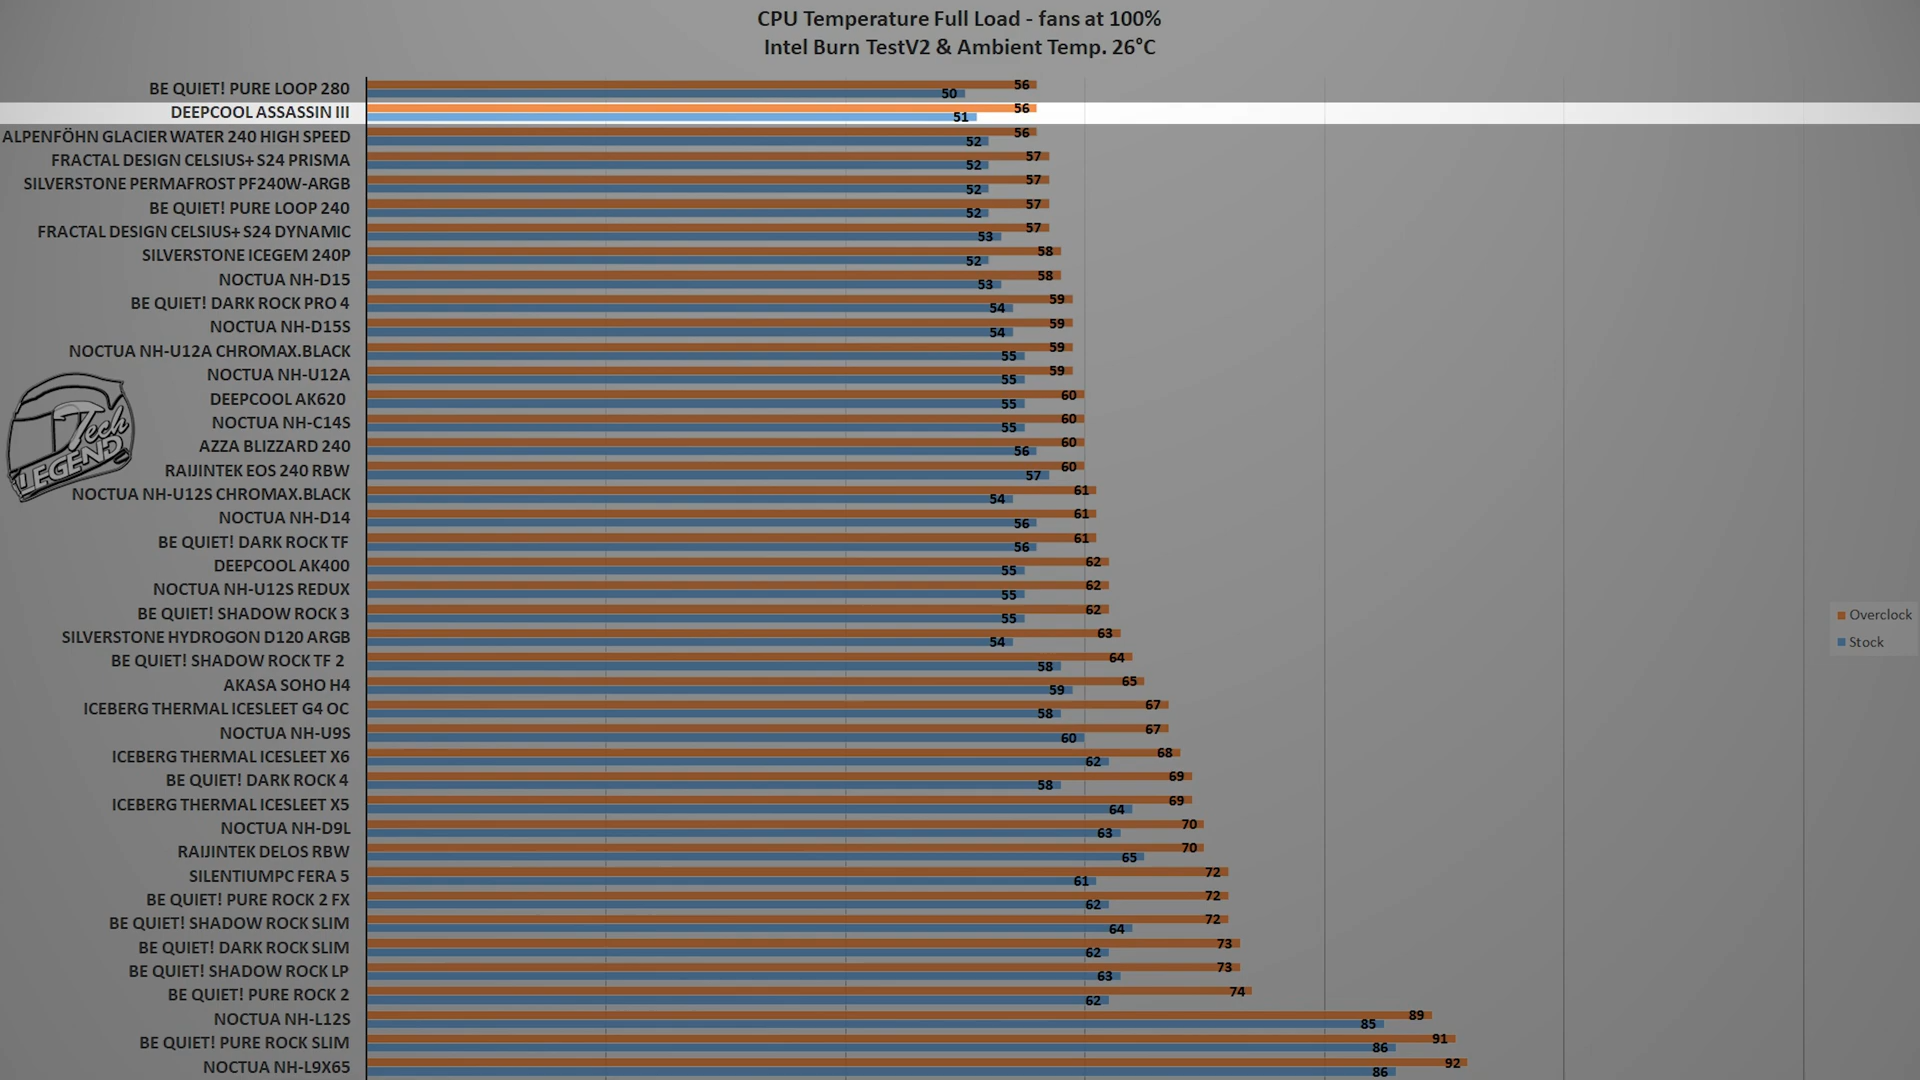 CPU Temperature Full Load - fans at 100%
Intel Burn TestV2 & Ambient Temp. 26°C
BE QUIET! PURE LOOP 280 56 50
DEEPCOOL ASSASSIN III 56 51
ALPENFÖHN GLACIER WATER 240 HIGH SPEED 56 52
FRACTAL DESIGN CELSIUS+ S24 PRISMA 57 52
SILVERSTONE PERMAFROST PF240W-ARGB 57 52
BE QUIET! PURE LOOP 240 57 52
FRACTAL DESIGN CELSIUS+ S24 DYNAMIC 57 53
SILVERSTONE ICEGEM 240P 58 52
NOCTUA NH-D15 58 53
BE QUIET! DARK ROCK PRO 4 59 54
NOCTUA NH-D15S 59 54
NOCTUA NH-U12A CHROMAX.BLACK 59 55
NOCTUA NH-U12A 59 55
DEEPCOOL AK620 60 55
NOCTUA NH-C14S 60 55
AZZA BLIZZARD 240 60 56
RAIJINTEK EOS 240 RBW 60 57
NOCTUA NH-U12S CHROMAX.BLACK 61 54
NOCTUA NH-D14 61 56
BE QUIET! DARK ROCK TF 61 56
DEEPCOOL AK400 62 55
NOCTUA NH-U12S REDUX 62 55
BE QUIET! SHADOW ROCK 3 62 55
SILVERSTONE HYDROGON D120 ARGB 63 54
BE QUIET! SHADOW ROCK TF 2 64 58
AKASA SOHO H4 65 59
ICEBERG THERMAL ICESLEET G4 OC 67 58
NOCTUA NH-U9S 67 60
ICEBERG THERMAL ICESLEET X6 68 62
BE QUIET! DARK ROCK 4 69 58
ICEBERG THERMAL ICESLEET X5 69 64
NOCTUA NH-D9L 70 63
RAIJINTEK DELOS RBW 70 65
SILENTIUMPC FERA 5 72 61
BE QUIET! PURE ROCK 2 FX 72 62
BE QUIET! SHADOW ROCK SLIM 72 64
BE QUIET! DARK ROCK SLIM 73 62
BE QUIET! SHADOW ROCK LP 73 63
BE QUIET! PURE ROCK 2 74 62
NOCTUA NH-L12S 89 85
BE QUIET! PURE ROCK SLIM 91 86
NOCTUA NH-L9X65 92 86
Overclock
Stock
Tech
LEGEND